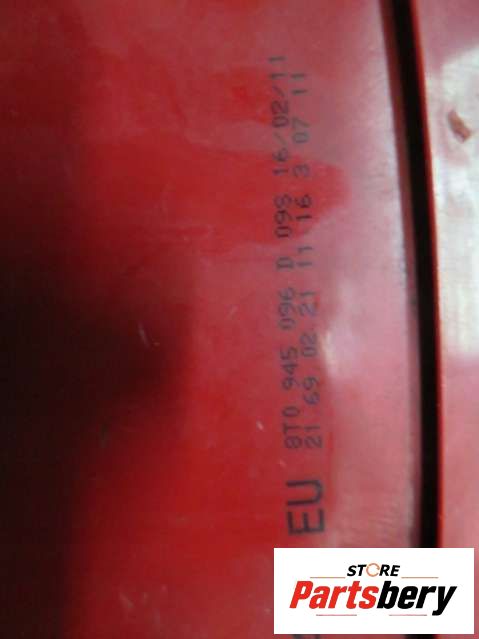 EU
8T0 945 096 D 09S 16/02/11
21 69 02 21 11 16 3 07 11
STORE
Partsbery